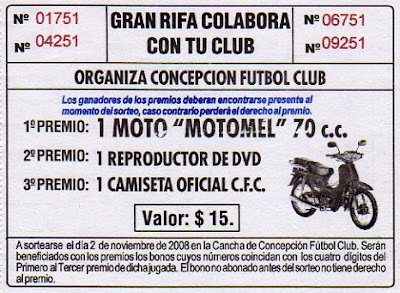 Nº 01751
Nº 04251
GRAN RIFA COLABORA
CON TU CLUB
Nº 06751
Nº 09251
ORGANIZA CONCEPCION FUTBOL CLUB
Los ganadores de los premios deberan encontrarse presente al
momento del sorteo, caso contrario perderá el derecho al premio.
1º PREMIO: 1 MOTO “MOTOMEL” 70 c.c.
2º PREMIO: 1 REPRODUCTOR DE DVD
3º PREMIO: 1 CAMISETA OFICIAL C.F.C.
Valor: $ 15.
A sortearse el día 2 de noviembre de 2008 en la Cancha de Concepción Fútbol Club. Serán
beneficiados con los premios los bonos cuyos números coincidan con los cuatro dígitos del
Primero al Tercer premio de dicha jugada. El bono no abonado antes del sorteo no tiene derecho
al premio.